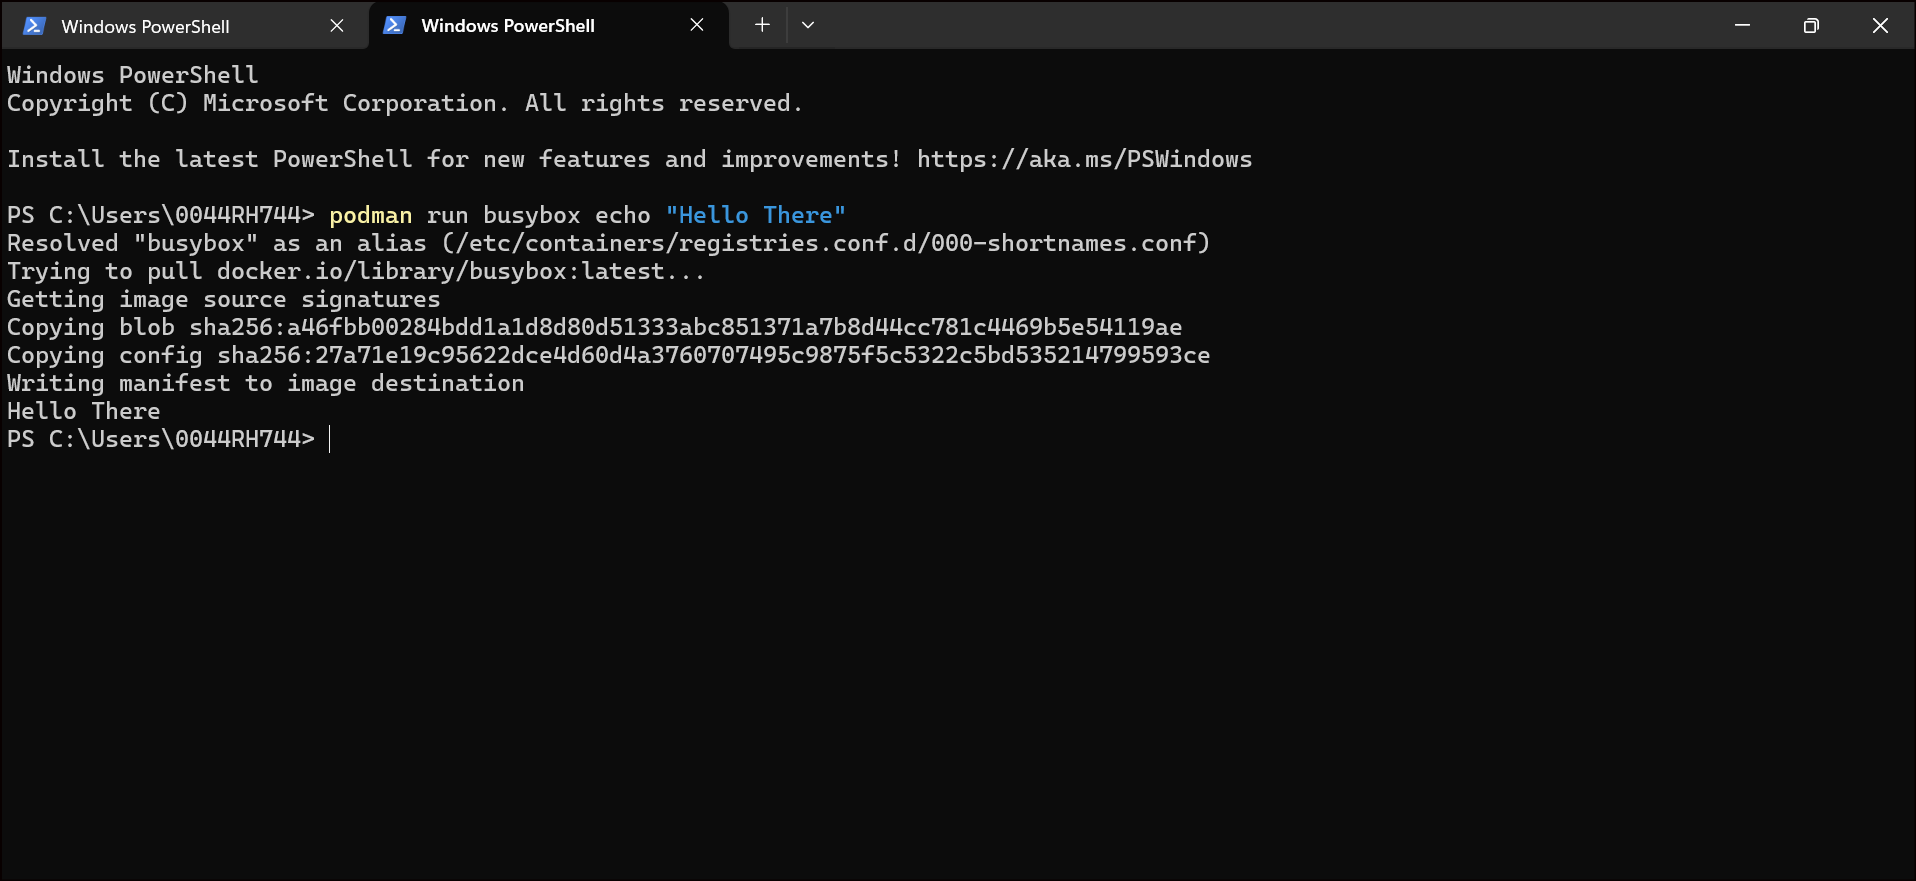 Windows PowerShell
Windows PowerShell
Windows PowerShell
Copyright (C) Microsoft Corporation. All rights reserved.
Install the latest PowerShell for new features and improvements! https://aka.ms/PSWindows
PS C:\Users\0044RH744> podman run busybox echo "Hello There"
Resolved "busybox" as an alias (/etc/containers/registries.conf.d/000-shortnames.conf)
Trying to pull docker.io/library/busybox:latest...
Getting image source signatures
Copying blob sha256:a46fbb00284bdd1a1d8d80d51333abc851371a7b8d44cc781c4469b5e54119ae
Copying config sha256:27a71e19c95622dce4d60d4a3760707495c9875f5c5322c5bd535214799593ce
Writing manifest to image destination
Hello There
PS C:\Users\0044RH744>